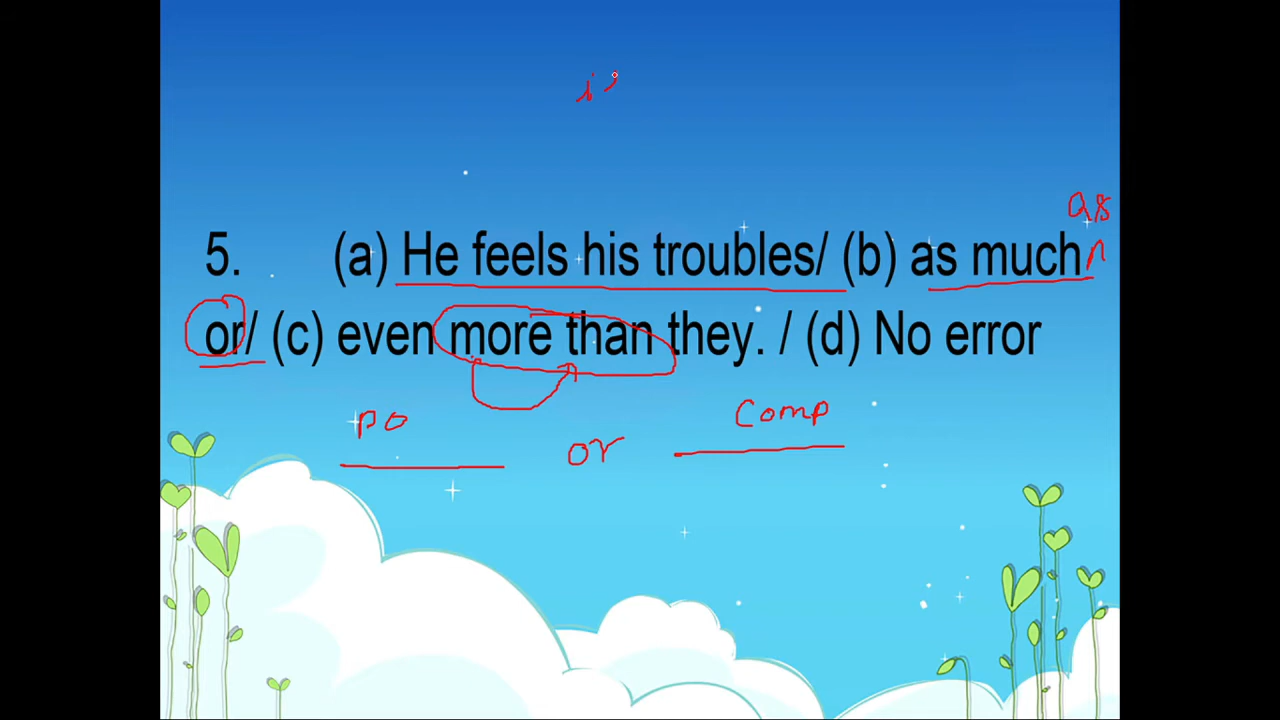 as
5. (a) He feels his troubles/ (b) as much
or/ (c) even more than they. / (d) No error
po or comp